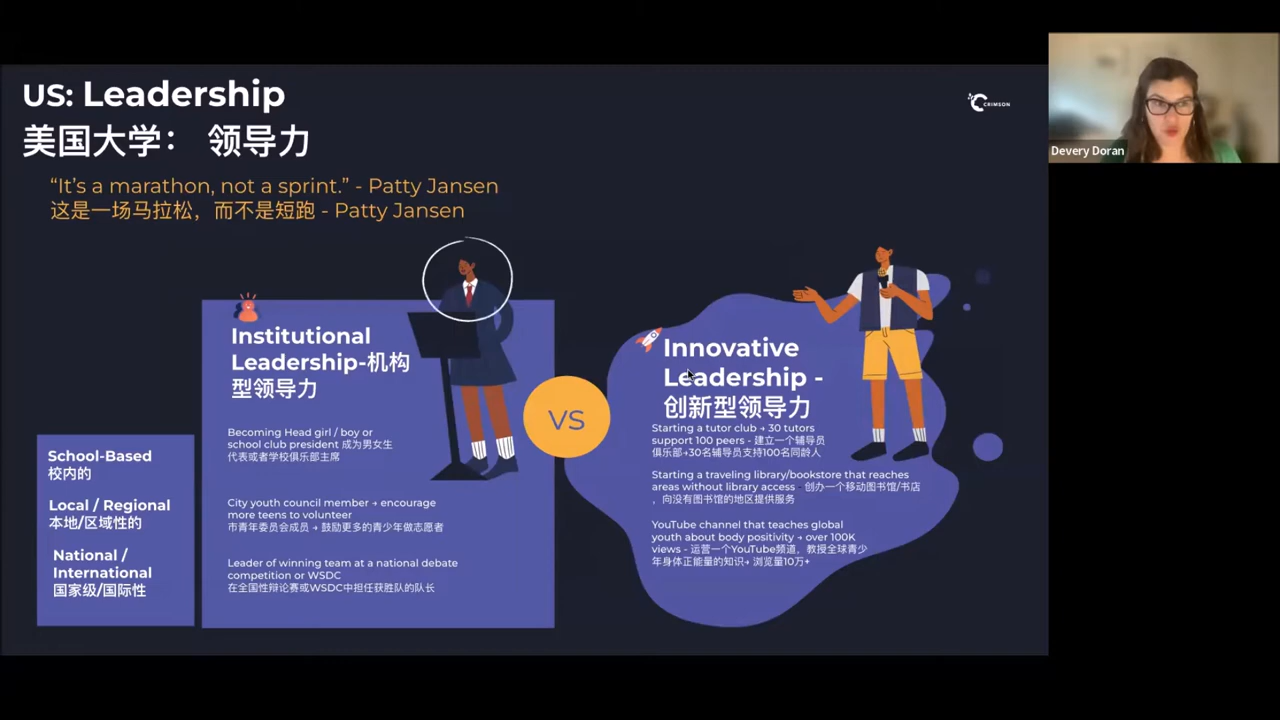 US: Leadership
美国大学： 领导力
CRIMSON
Devery Doran
“It’s a marathon, not a sprint.” - Patty Jansen
这是一场马拉松，而不是短跑 - Patty Jansen
Institutional
Leadership-机构
型领导力
VS
Innovative
Leadership -
创新型领导力
School-Based
校内的
Becoming Head girl / boy or
school club president 成为男女生
代表或者学校俱乐部主席
Starting a tutor club → 30 tutors
support 100 peers - 建立一个辅导员
俱乐部→30名辅导员支持100名同龄人
Local / Regional
本地/区域性的
City youth council member → encourage
more teens to volunteer
市青年委员会成员 → 鼓励更多的青少年做志愿者
Starting a traveling library/bookstore that reaches
areas without library access - 创办一个移动图书馆/书店
，向没有图书馆的地区提供服务
National /
International
国家级/国际性
Leader of winning team at a national debate
competition or WSDC
在全国性辩论赛或WSDC中担任获胜队的队长
YouTube channel that teaches global
youth about body positivity → over 100K
views - 运营一个YouTube频道，教授全球青少
年身体正能量的知识→ 浏览量10万+